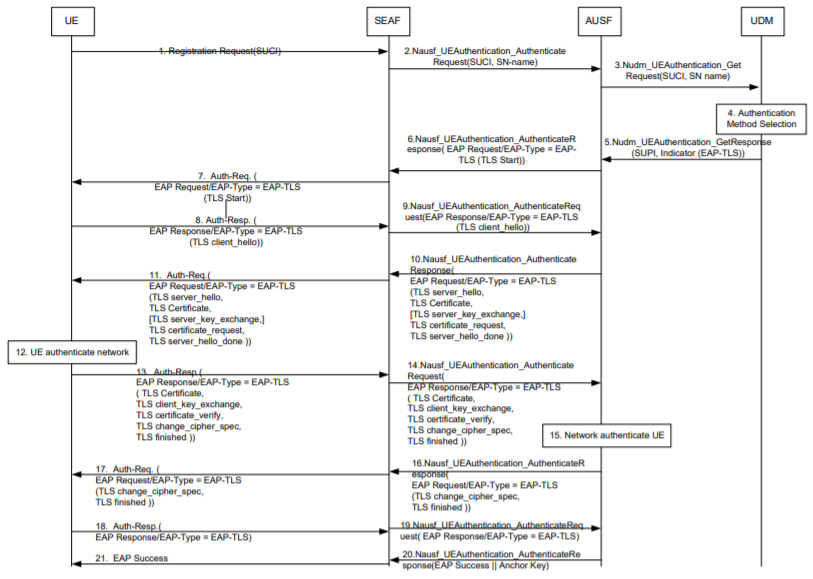 UE
SEAF
AUSF
UDM
1. Registration Request(SUCI)
2.Nausf_UEAuthentication_Authenticate
Request(SUCI, SN-name)
3.Nudm_UEAuthentication_Get
Request(SUCI, SN name)
4. Authentication
Method Selection
5.Nudm_UEAuthentication_GetResponse
(SUPI, Indicator (EAP-TLS))
6.Nausf_UEAuthentication_AuthenticateR
esponse( EAP Request/EAP-Type = EAP-
TLS (TLS Start))
7. Auth-Req. (
EAP Request/EAP-Type = EAP-TLS
(TLS Start))
8. Auth-Resp. (
EAP Response/EAP-Type = EAP-TLS
(TLS client_hello))
9.Nausf_UEAuthentication_AuthenticateReq
uest(EAP Response/EAP-Type = EAP-TLS
(TLS client_hello))
10.Nausf_UEAuthentication_Authenticate
Response(
EAP Request/EAP-Type = EAP-TLS
(TLS server_hello,
TLS Certificate,
[TLS server_key_exchange,]
TLS certificate_request,
TLS server_hello_done ))
11. Auth-Req.(
EAP Request/EAP-Type = EAP-TLS
(TLS server_hello,
TLS Certificate,
[TLS server_key_exchange,]
TLS certificate_request,
TLS server_hello_done ))
12. UE authenticate network
13. Auth-Resp.(
EAP Response/EAP-Type = EAP-TLS
( TLS Certificate,
TLS client_key_exchange,
TLS certificate_verify,
TLS change_cipher_spec,
TLS finished ))
14.Nausf_UEAuthentication_Authenticate
Request(
EAP Response/EAP-Type = EAP-TLS
( TLS Certificate,
TLS client_key_exchange,
TLS certificate_verify,
TLS change_cipher_spec,
TLS finished ))
15. Network authenticate UE
16.Nausf_UEAuthentication_AuthenticateR
esponse(
EAP Request/EAP-Type = EAP-TLS
(TLS change_cipher_spec,
TLS finished ))
17. Auth-Req. (
EAP Request/EAP-Type = EAP-TLS
(TLS change_cipher_spec,
TLS finished ))
18. Auth-Resp.(
EAP Response/EAP-Type = EAP-TLS)
19.Nausf_UEAuthentication_AuthenticateReq
uest( EAP Response/EAP-Type = EAP-TLS)
20.Nausf_UEAuthentication_AuthenticateRe
sponse(EAP Success || Anchor Key)
21. EAP Success